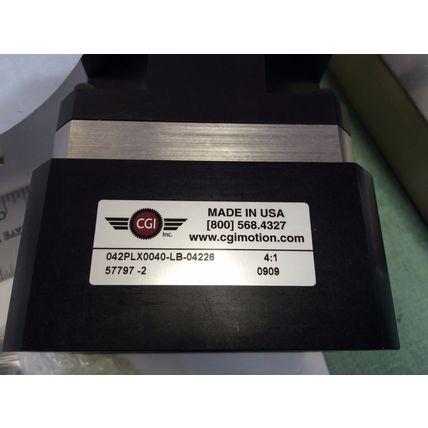 MADE IN USA
CGI
Inc.
[800] 568.4327
www.cgimotion.com
042PLX0040-LB-04226 4:1
57797 -2 0909